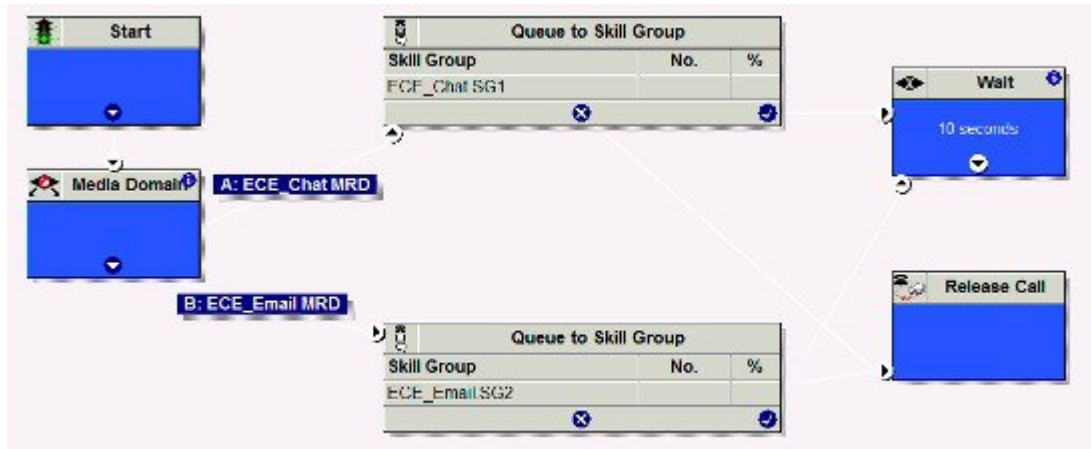 Start
Queue to Skill Group
Skill Group No. %
ECE_Chat SG1
Wait
10 seconds
Media Domain
A: ECE_Chat MRD
B: ECE_Email MRD
Release Call
Queue to Skill Group
Skill Group No. %
ECE_Email.SG2